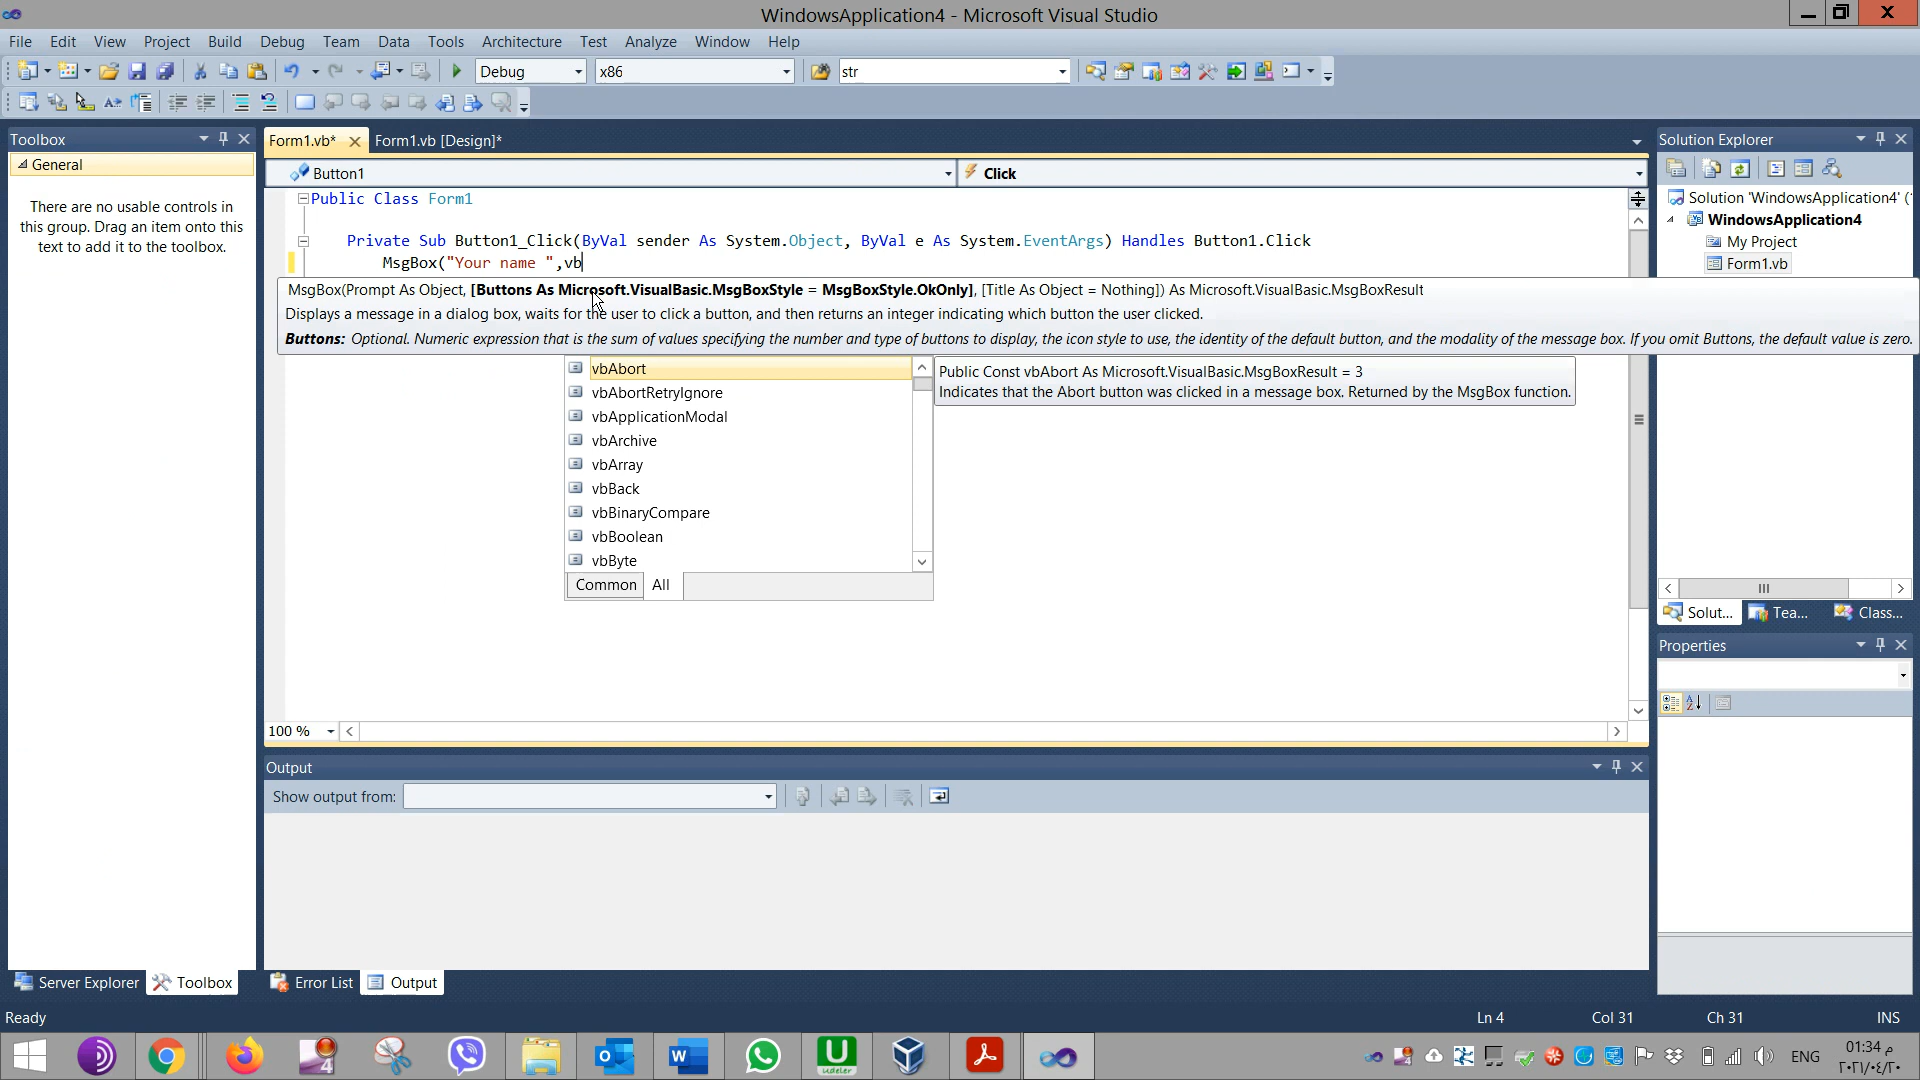 WindowsApplication4 - Microsoft Visual Studio
File Edit View Project Build Debug Team Data Tools Architecture Test Analyze Window Help
Debug x86 str
Toolbox
General
There are no usable controls in
this group. Drag an item onto this
text to add it to the toolbox.
Form1.vb* Form1.vb [Design]*
Button1 Click
Public Class Form1
Private Sub Button1_Click(ByVal sender As System.Object, ByVal e As System.EventArgs) Handles Button1.Click
MsgBox("Your name ",vb
MsgBox(Prompt As Object, [Buttons As Microsoft.VisualBasic.MsgBoxStyle = MsgBoxStyle.OkOnly], [Title As Object = Nothing]) As Microsoft.VisualBasic.MsgBoxResult
Displays a message in a dialog box, waits for the user to click a button, and then returns an integer indicating which button the user clicked.
Buttons: Optional. Numeric expression that is the sum of values specifying the number and type of buttons to display, the icon style to use, the identity of the default button, and the modality of the message box. If you omit Buttons, the default value is zero.
vbAbort
vbAbortRetryIgnore
vbApplicationModal
vbArchive
vbArray
vbBack
vbBinaryCompare
vbBoolean
vbByte
Common All
Public Const vbAbort As Microsoft.VisualBasic.MsgBoxResult = 3
Indicates that the Abort button was clicked in a message box. Returned by the MsgBox function.
100 %
Output
Show output from:
Solution Explorer
Solution 'WindowsApplication4' (
WindowsApplication4
My Project
Form1.vb
Solut... Tea... Class...
Properties
Server Explorer Toolbox Error List Output
Ready Ln 4 Col 31 Ch 31 INS
ENG
01:34 م
٢٠٢١/٠٤/٢٠